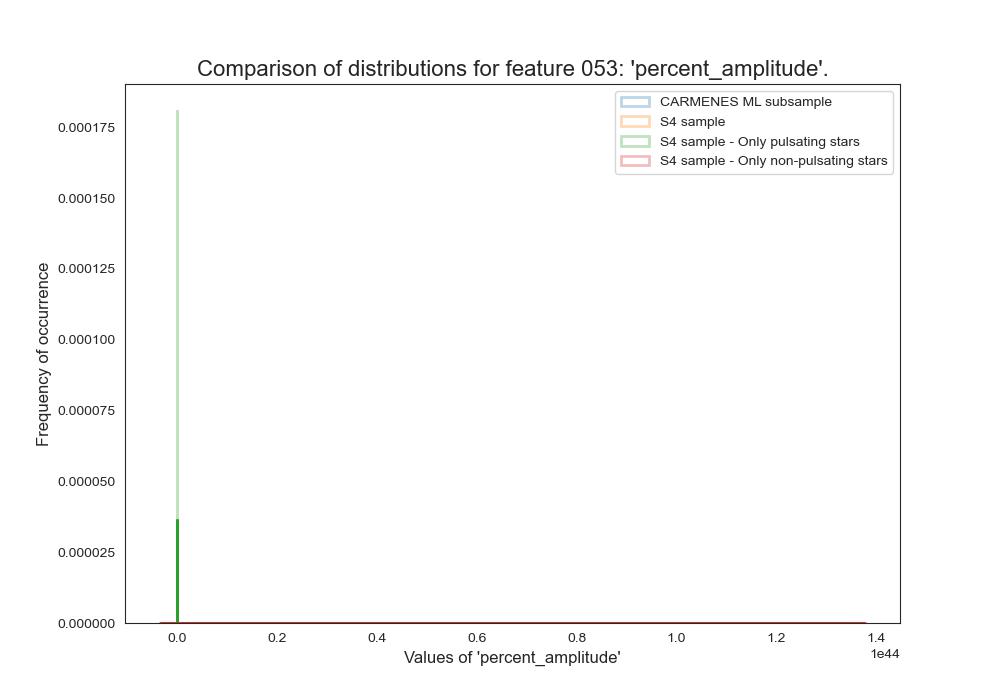 Comparison of distributions for feature 053: 'percent_amplitude'.
CARMENES ML subsample
S4 sample
S4 sample - Only pulsating stars
S4 sample - Only non-pulsating stars
Frequency of occurrence
0.000175
0.000150
0.000125
0.000100
0.000075
0.000050
0.000025
0.000000
0.0 0.2 0.4 0.6 0.8 1.0 1.2 1.4
1e44
Values of 'percent_amplitude'